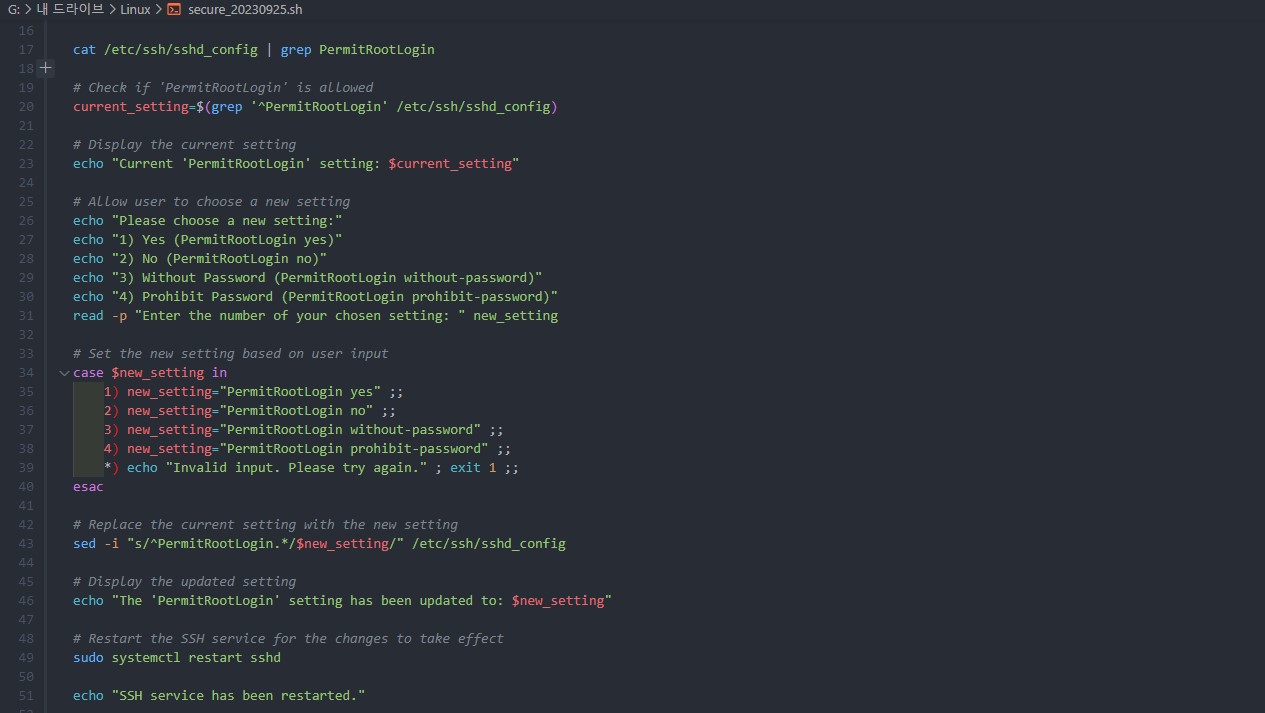 G: > 내 드라이브 > Linux > secure_20230925.sh
16
17 cat /etc/ssh/sshd_config | grep PermitRootLogin
18
19 # Check if 'PermitRootLogin' is allowed
20 current_setting=$(grep '^PermitRootLogin' /etc/ssh/sshd_config)
21
22 # Display the current setting
23 echo "Current 'PermitRootLogin' setting: $current_setting"
24
25 # Allow user to choose a new setting
26 echo "Please choose a new setting:"
27 echo "1) Yes (PermitRootLogin yes)"
28 echo "2) No (PermitRootLogin no)"
29 echo "3) Without Password (PermitRootLogin without-password)"
30 echo "4) Prohibit Password (PermitRootLogin prohibit-password)"
31 read -p "Enter the number of your chosen setting: " new_setting
32
33 # Set the new setting based on user input
34 case $new_setting in
35     1) new_setting="PermitRootLogin yes" ;;
36     2) new_setting="PermitRootLogin no" ;;
37     3) new_setting="PermitRootLogin without-password" ;;
38     4) new_setting="PermitRootLogin prohibit-password" ;;
39     *) echo "Invalid input. Please try again." ; exit 1 ;;
40 esac
41
42 # Replace the current setting with the new setting
43 sed -i "s/^PermitRootLogin.*/$new_setting/" /etc/ssh/sshd_config
44
45 # Display the updated setting
46 echo "The 'PermitRootLogin' setting has been updated to: $new_setting"
47
48 # Restart the SSH service for the changes to take effect
49 sudo systemctl restart sshd
50
51 echo "SSH service has been restarted."